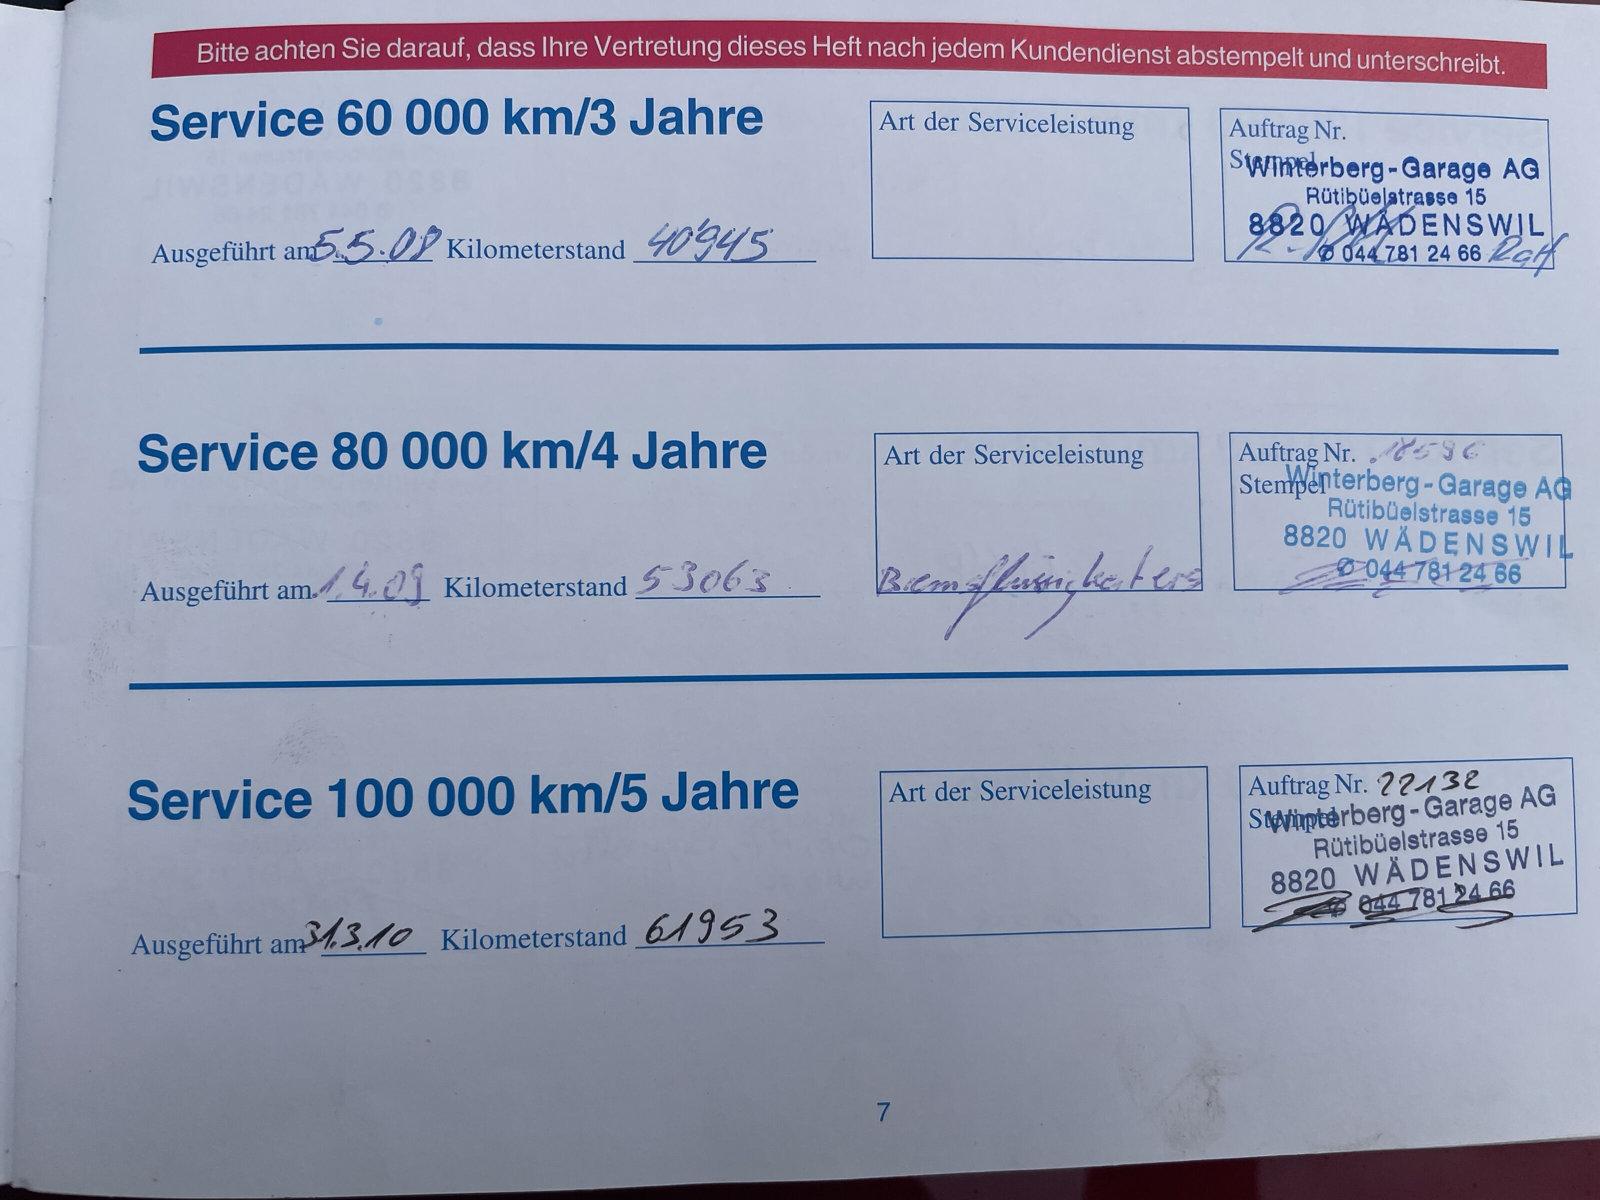 Bitte achten Sie darauf, dass Ihre Vertretung dieses Heft nach jedem Kundendienst abstempelt und unterschreibt.
Service 60 000 km/3 Jahre
Art der Serviceleistung
Auftrag Nr.
Stempel
Winterberg-Garage AG
Rütibüelstrasse 15
8820 WÄDENSWIL
✆ 044 781 24 66
Ausgeführt am 5.5.08 Kilometerstand 40945
Service 80 000 km/4 Jahre
Art der Serviceleistung
Auftrag Nr.
Stempel
Winterberg-Garage AG
Rütibüelstrasse 15
8820 WÄDENSWIL
✆ 044 781 24 66
Ausgeführt am 1.4.09 Kilometerstand 53063
Service 100 000 km/5 Jahre
Art der Serviceleistung
Auftrag Nr. 22132
Stempel
Winterberg-Garage AG
Rütibüelstrasse 15
8820 WÄDENSWIL
✆ 044 781 24 66
Ausgeführt am 31.3.10 Kilometerstand 61953
7